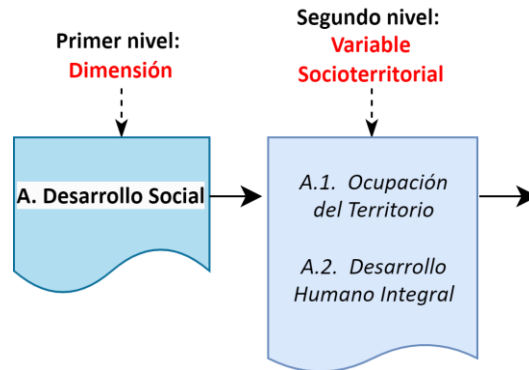 Primer nivel:
Dimensión
Segundo nivel:
Variable
Socioterritorial
A. Desarrollo Social
A.1. Ocupación
del Territorio
A.2. Desarrollo
Humano Integral